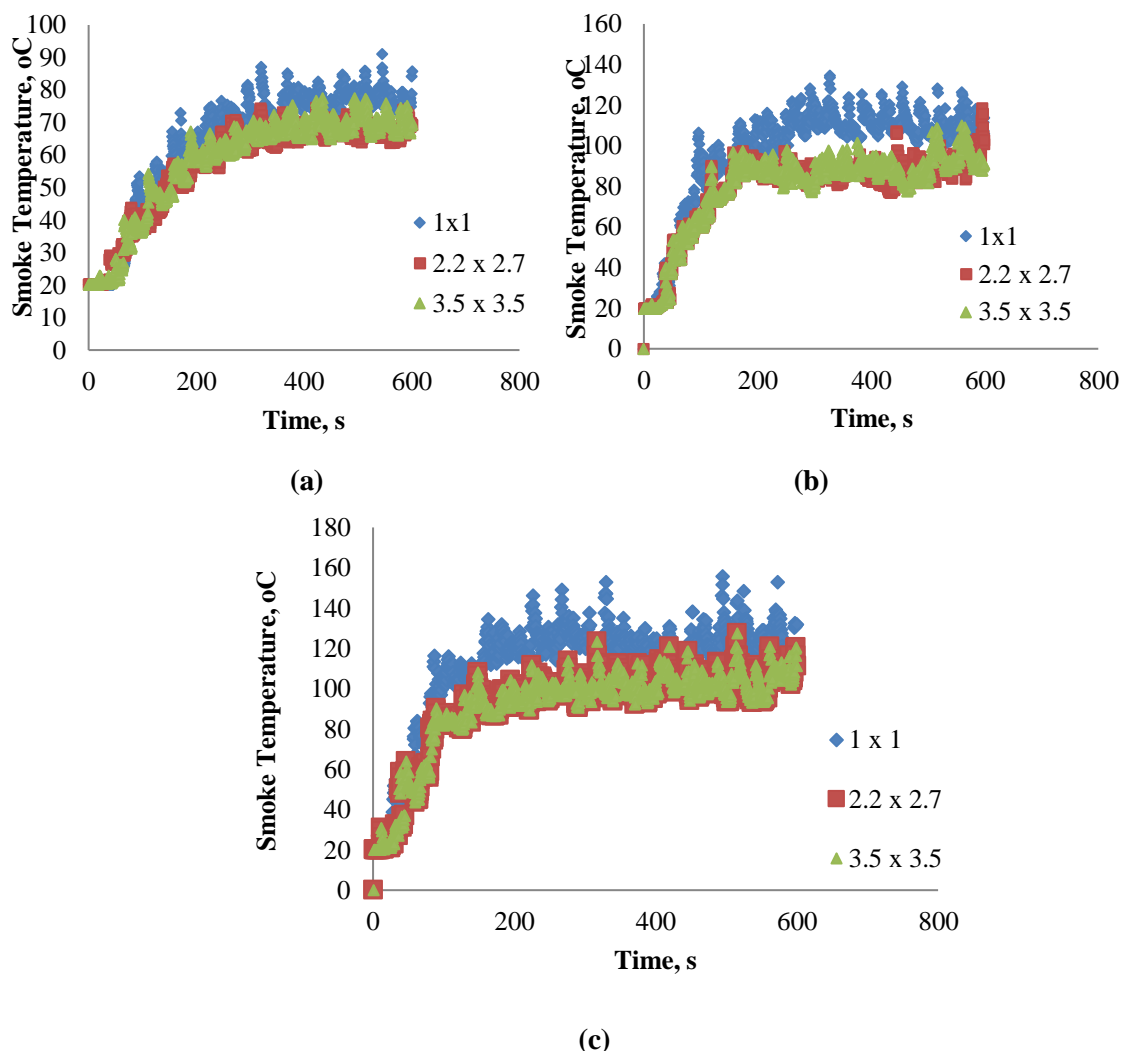 Smoke Temperature, oC
100
90
80
70
60
50
40
30
20
10
0
0 200 400 600 800
Time, s
1x1
2.2 x 2.7
3.5 x 3.5
(a)
Smoke Temperature, oC
160
140
120
100
80
60
40
20
0
0 200 400 600 800
Time, s
1x1
2.2 x 2.7
3.5 x 3.5
(b)
Smoke Temperature, oC
180
160
140
120
100
80
60
40
20
0
0 200 400 600 800
Time, s
1 x 1
2.2 x 2.7
3.5 x 3.5
(c)